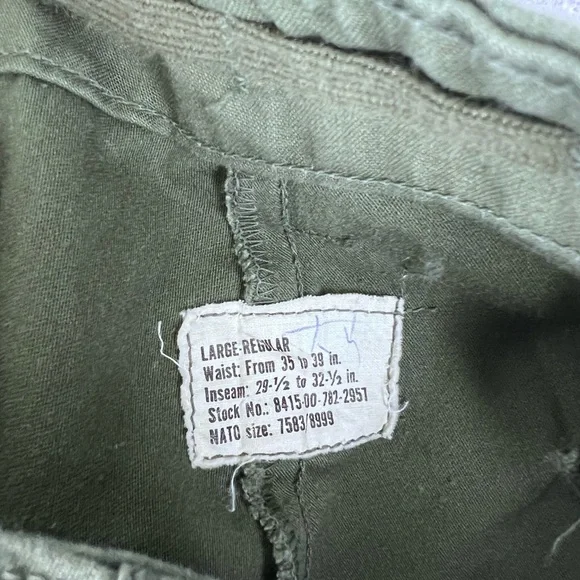 LARGE-REGULAR
Waist: From 35 to 39 in.
Inseam: 29-1/2 to 32-1/2 in.
Stock No.: 8415-00-782-2957
NATO size: 7583/8999